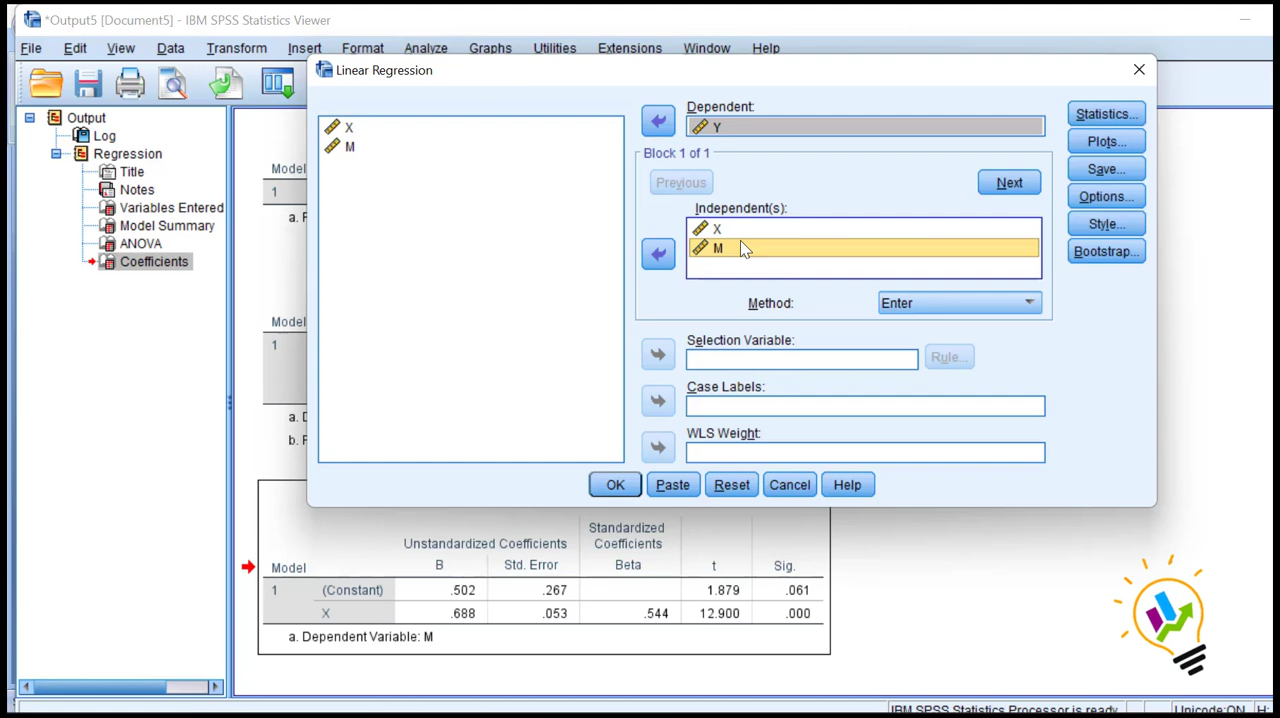 *Output5 [Document5] - IBM SPSS Statistics Viewer
File Edit View Data Transform Insert Format Analyze Graphs Utilities Extensions Window Help
Output
Log
Regression
Title
Notes
Variables Entered
Model Summary
ANOVA
Coefficients
Model
1
a.
Model
1
a.
b.
Linear Regression
X
M
Dependent:
Y
Block 1 of 1
Previous
Next
Independent(s):
X
M
Method:
Enter
Selection Variable:
Rule...
Case Labels:
WLS Weight:
Statistics...
Plots...
Save...
Options...
Style...
Bootstrap...
OK Paste Reset Cancel Help
Unstandardized Coefficients
Standardized
Coefficients
Model B Std. Error Beta t Sig.
1 (Constant) .502 .267 1.879 .061
X .688 .053 .544 12.900 .000
a. Dependent Variable: M
IBM SPSS Statistics Processor is ready
Unicode:ON
H: